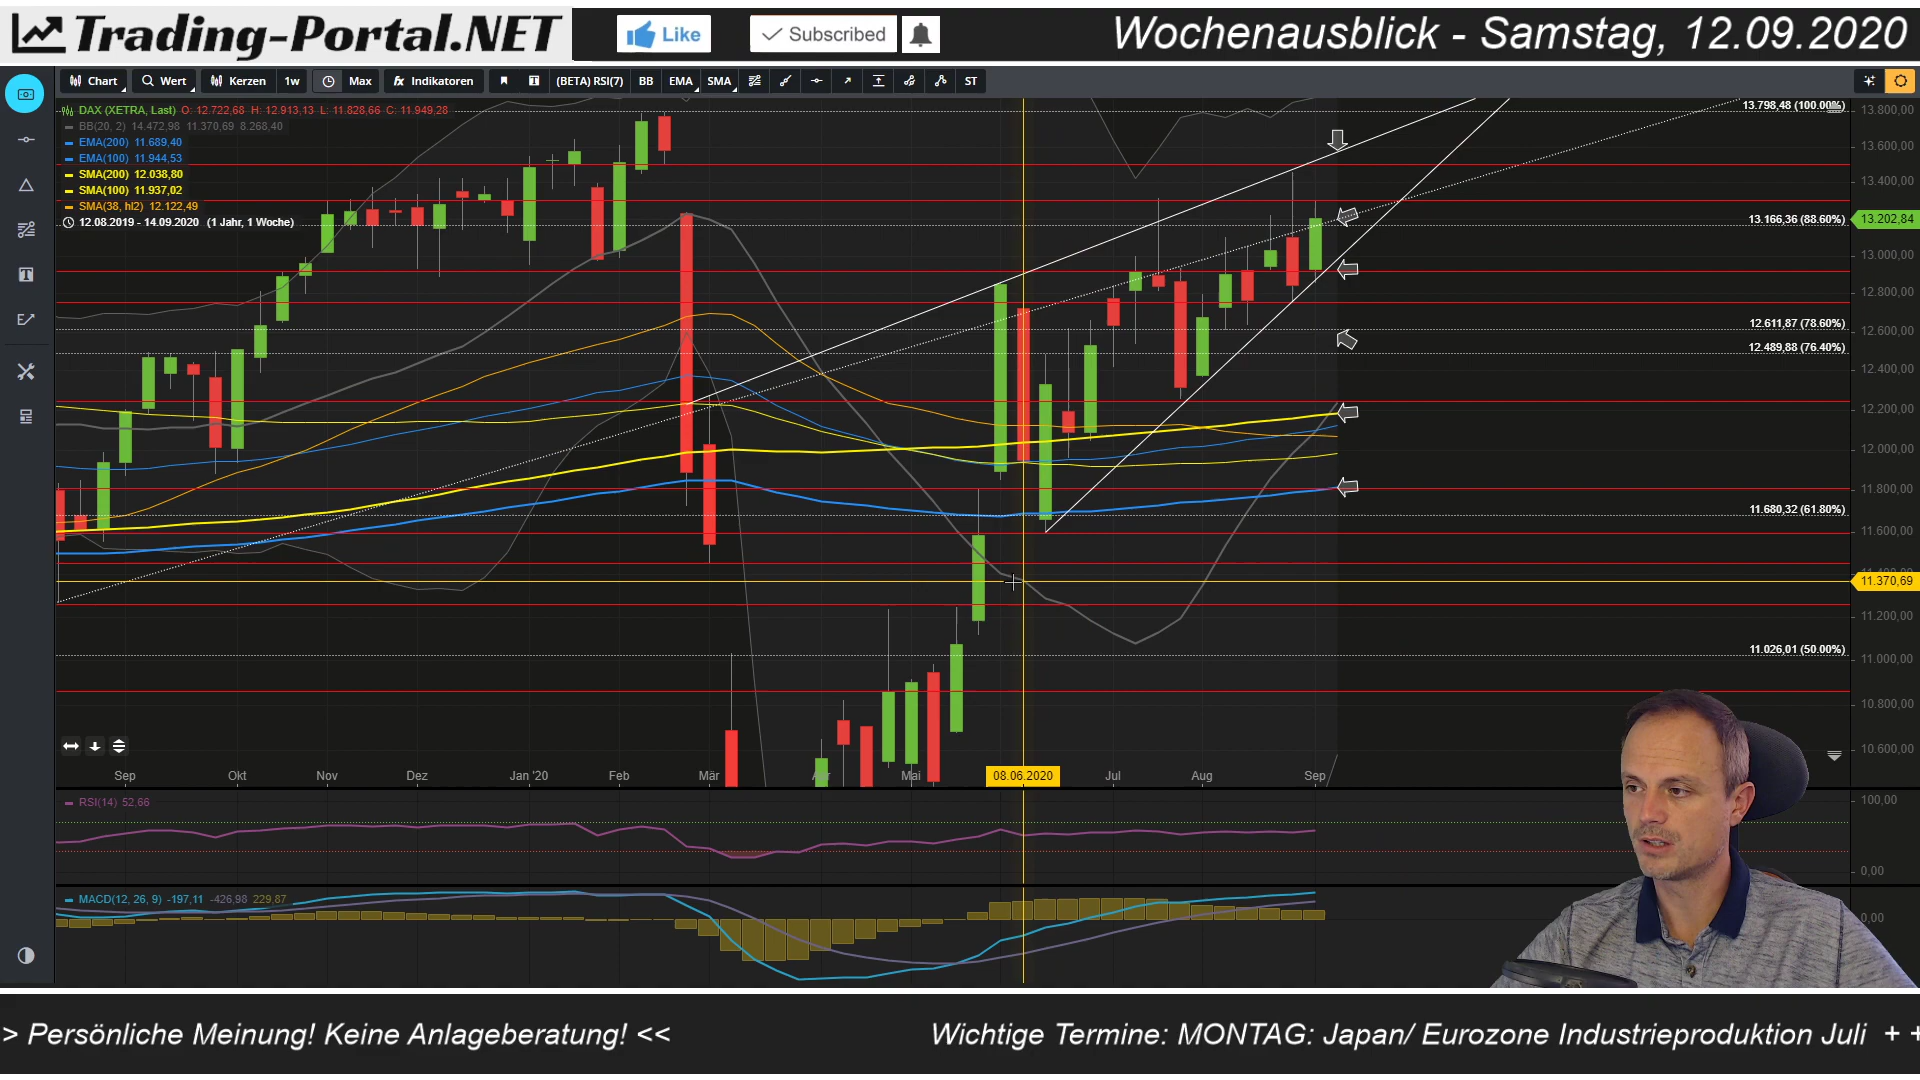 Trading-Portal.NET
Like
Subscribed
Wochenausblick - Samstag, 12.09.2020
Chart
Wert
Kerzen
1w
Max
fx Indikatoren
T
(BETA) RSI(7)
BB
EMA
SMA
ST
DAX (XETRA, Last) O: 12.722,68 H: 12.913,13 L: 11.828,66 C: 11.949,28
BB(20, 2) 14.472,98 11.370,69 8.268,40
EMA(200) 11.689,40
EMA(100) 11.944,53
SMA(200) 12.038,80
SMA(100) 11.937,02
SMA(38, hl2) 12.122,49
12.08.2019 - 14.09.2020 (1 Jahr, 1 Woche)
13.798,48 (100.00%)
13.166,36 (88.60%)
12.611,87 (78.60%)
12.489,88 (76.40%)
11.680,32 (61.80%)
11.026,01 (50.00%)
13.800,00
13.600,00
13.400,00
13.202,84
13.000,00
12.800,00
12.600,00
12.400,00
12.200,00
12.000,00
11.800,00
11.600,00
11.370,69
11.200,00
11.000,00
10.800,00
10.600,00
Sep
Okt
Nov
Dez
Jan '20
Feb
Mär
Apr
Mai
08.06.2020
Jul
Aug
Sep
RSI(14) 52,66
100,00
0,00
MACD(12, 26, 9) -197,11 -426,98 229,87
0,00
> Persönliche Meinung! Keine Anlageberatung! <<
Wichtige Termine: MONTAG: Japan/ Eurozone Industrieproduktion Juli + +